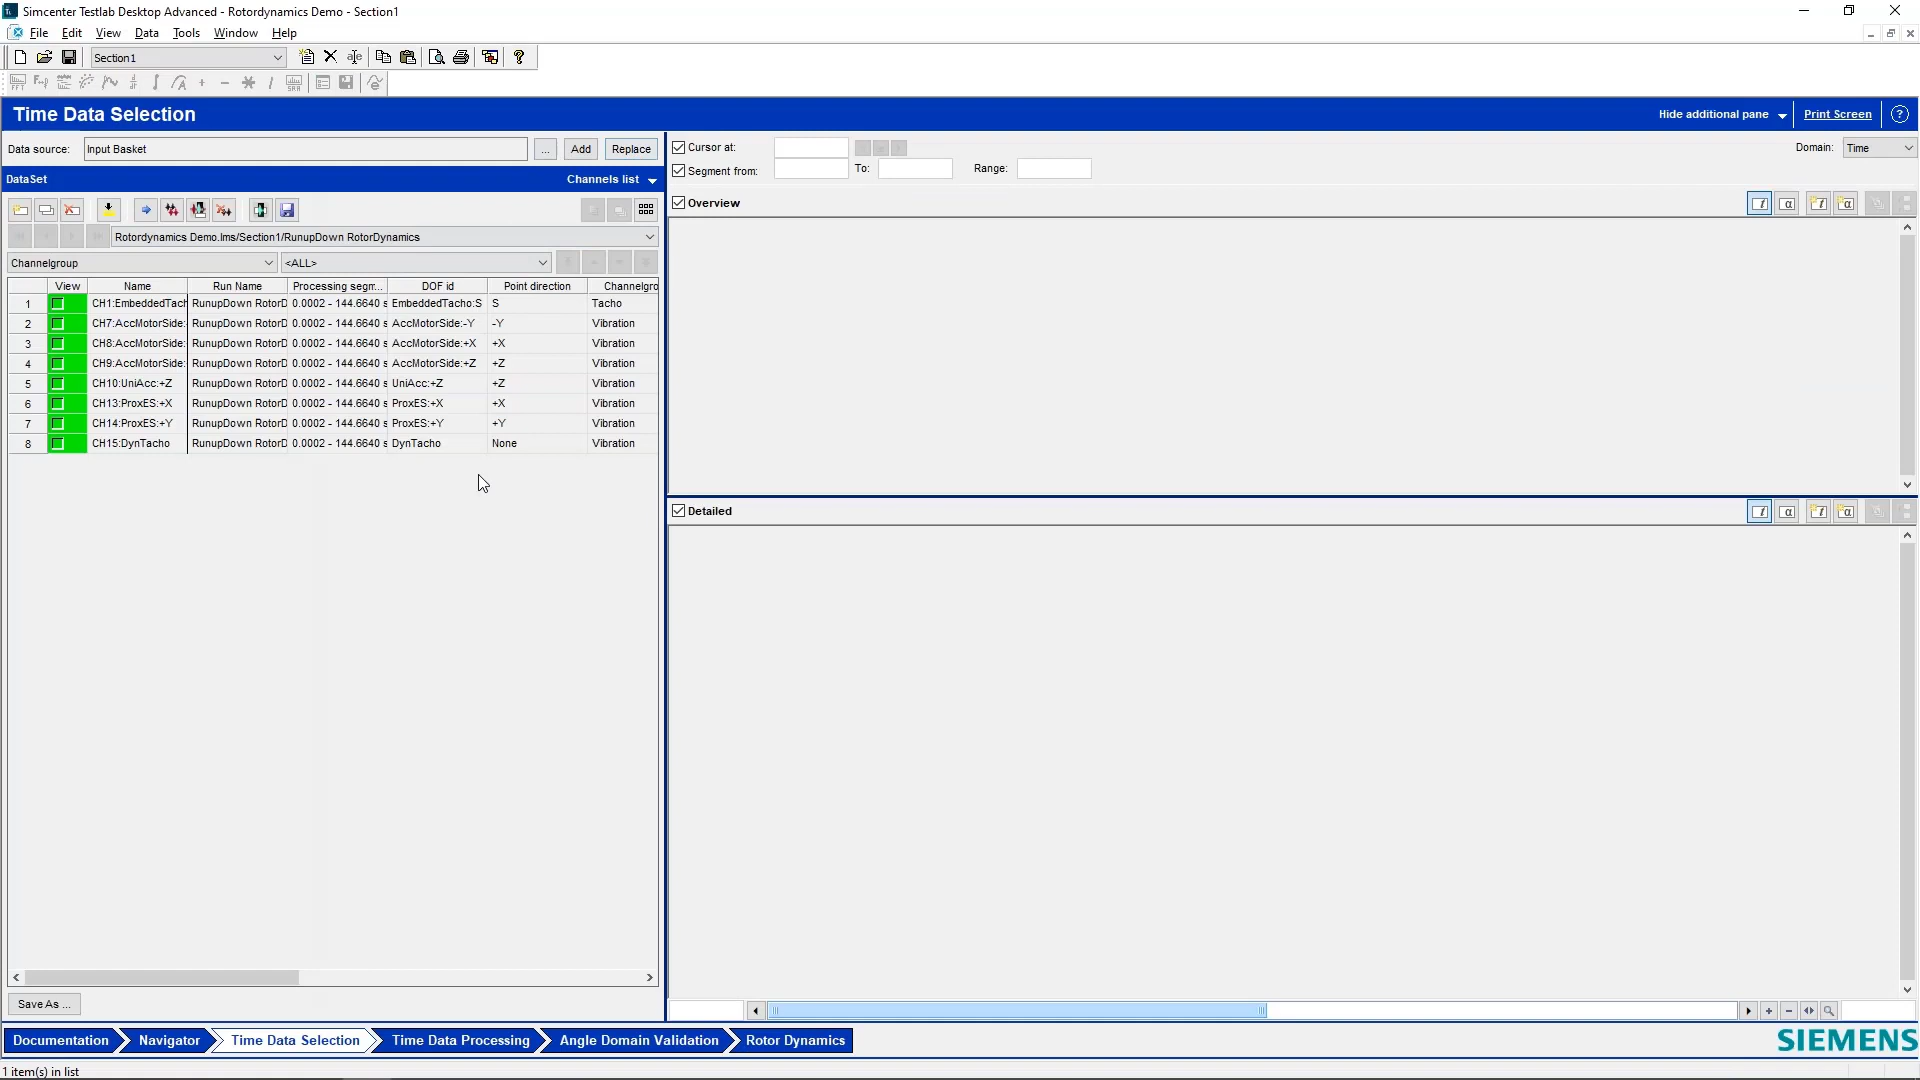 Simcenter Testlab Desktop Advanced - Rotordynamics Demo - Section1
File Edit View Data Tools Window Help
Section1
Time Data Selection
Hide additional pane
Print Screen
Data source: Input Basket ... Add Replace
Cursor at:
Segment from: To: Range:
Domain: Time
DataSet Channels list
Overview
Rotordynamics Demo.lms/Section1/RunupDown RotorDynamics
Channelgroup <ALL>
View Name Run Name Processing segm... DOF id Point direction Channelgro
1 CH1:EmbeddedTach RunupDown RotorD 0.0002 - 144.6640 s EmbeddedTacho:S S Tacho
2 CH7:AccMotorSide: RunupDown RotorD 0.0002 - 144.6640 s AccMotorSide:-Y -Y Vibration
3 CH8:AccMotorSide: RunupDown RotorD 0.0002 - 144.6640 s AccMotorSide:+X +X Vibration
4 CH9:AccMotorSide: RunupDown RotorD 0.0002 - 144.6640 s AccMotorSide:+Z +Z Vibration
5 CH10:UniAcc:+Z RunupDown RotorD 0.0002 - 144.6640 s UniAcc:+Z +Z Vibration
6 CH13:ProxES:+X RunupDown RotorD 0.0002 - 144.6640 s ProxES:+X +X Vibration
7 CH14:ProxES:+Y RunupDown RotorD 0.0002 - 144.6640 s ProxES:+Y +Y Vibration
8 CH15:DynTacho RunupDown RotorD 0.0002 - 144.6640 s DynTacho None Vibration
Detailed
Save As ...
Documentation Navigator Time Data Selection Time Data Processing Angle Domain Validation Rotor Dynamics
SIEMENS
1 item(s) in list